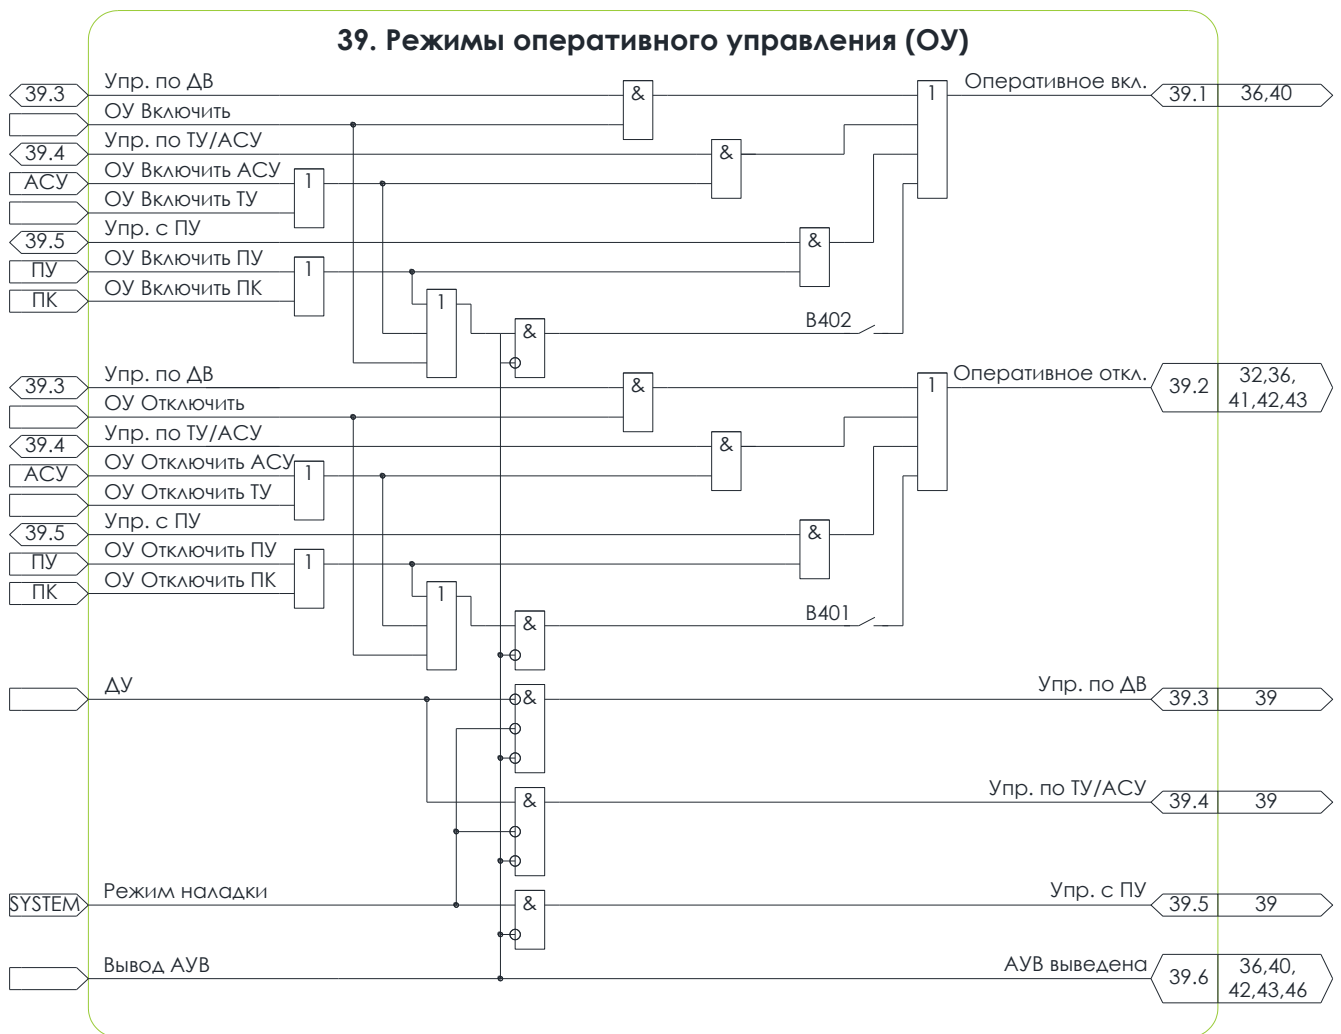 39. Режимы оперативного управления (ОУ)
39.3 Упр. по ДВ & 1 Оперативное вкл. 39.1 36,40
ОУ Включить
39.4 Упр. по ТУ/АСУ &
АСУ ОУ Включить АСУ 1
ОУ Включить ТУ
39.5 Упр. с ПУ &
ПУ ОУ Включить ПУ 1
ПК ОУ Включить ПК 1
& В402
39.3 Упр. по ДВ & 1 Оперативное откл. 39.2 32,36,
41,42,43
ОУ Отключить
39.4 Упр. по ТУ/АСУ &
АСУ ОУ Отключить АСУ 1
ОУ Отключить ТУ
39.5 Упр. с ПУ &
ПУ ОУ Отключить ПУ 1
ПК ОУ Отключить ПК 1
& В401
ДУ & Упр. по ДВ 39.3 39
& Упр. по ТУ/АСУ 39.4 39
SYSTEM Режим наладки & Упр. с ПУ 39.5 39
Вывод АУВ АУВ выведена 39.6 36,40,
42,43,46